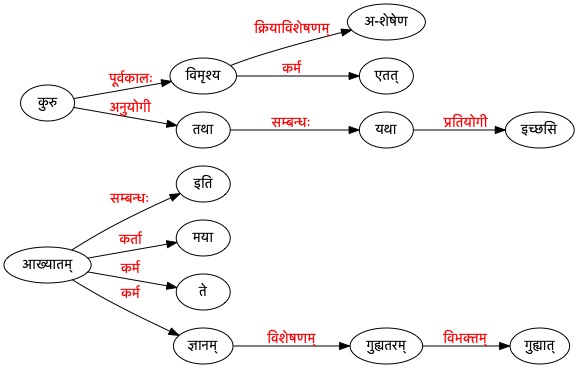 क्रियाविशेषणम् अ-शेषेण
पूर्वकालः विमृश्य कर्म एतत्
कुरु अनुयोगी
तथा सम्बन्धः यथा प्रतियोगी इच्छसि
सम्बन्धः इति
कर्ता मया
आख्यातम् कर्म ते
कर्म
ज्ञानम् विशेषणम् गुह्यतरम् विभक्तम् गुह्यात्